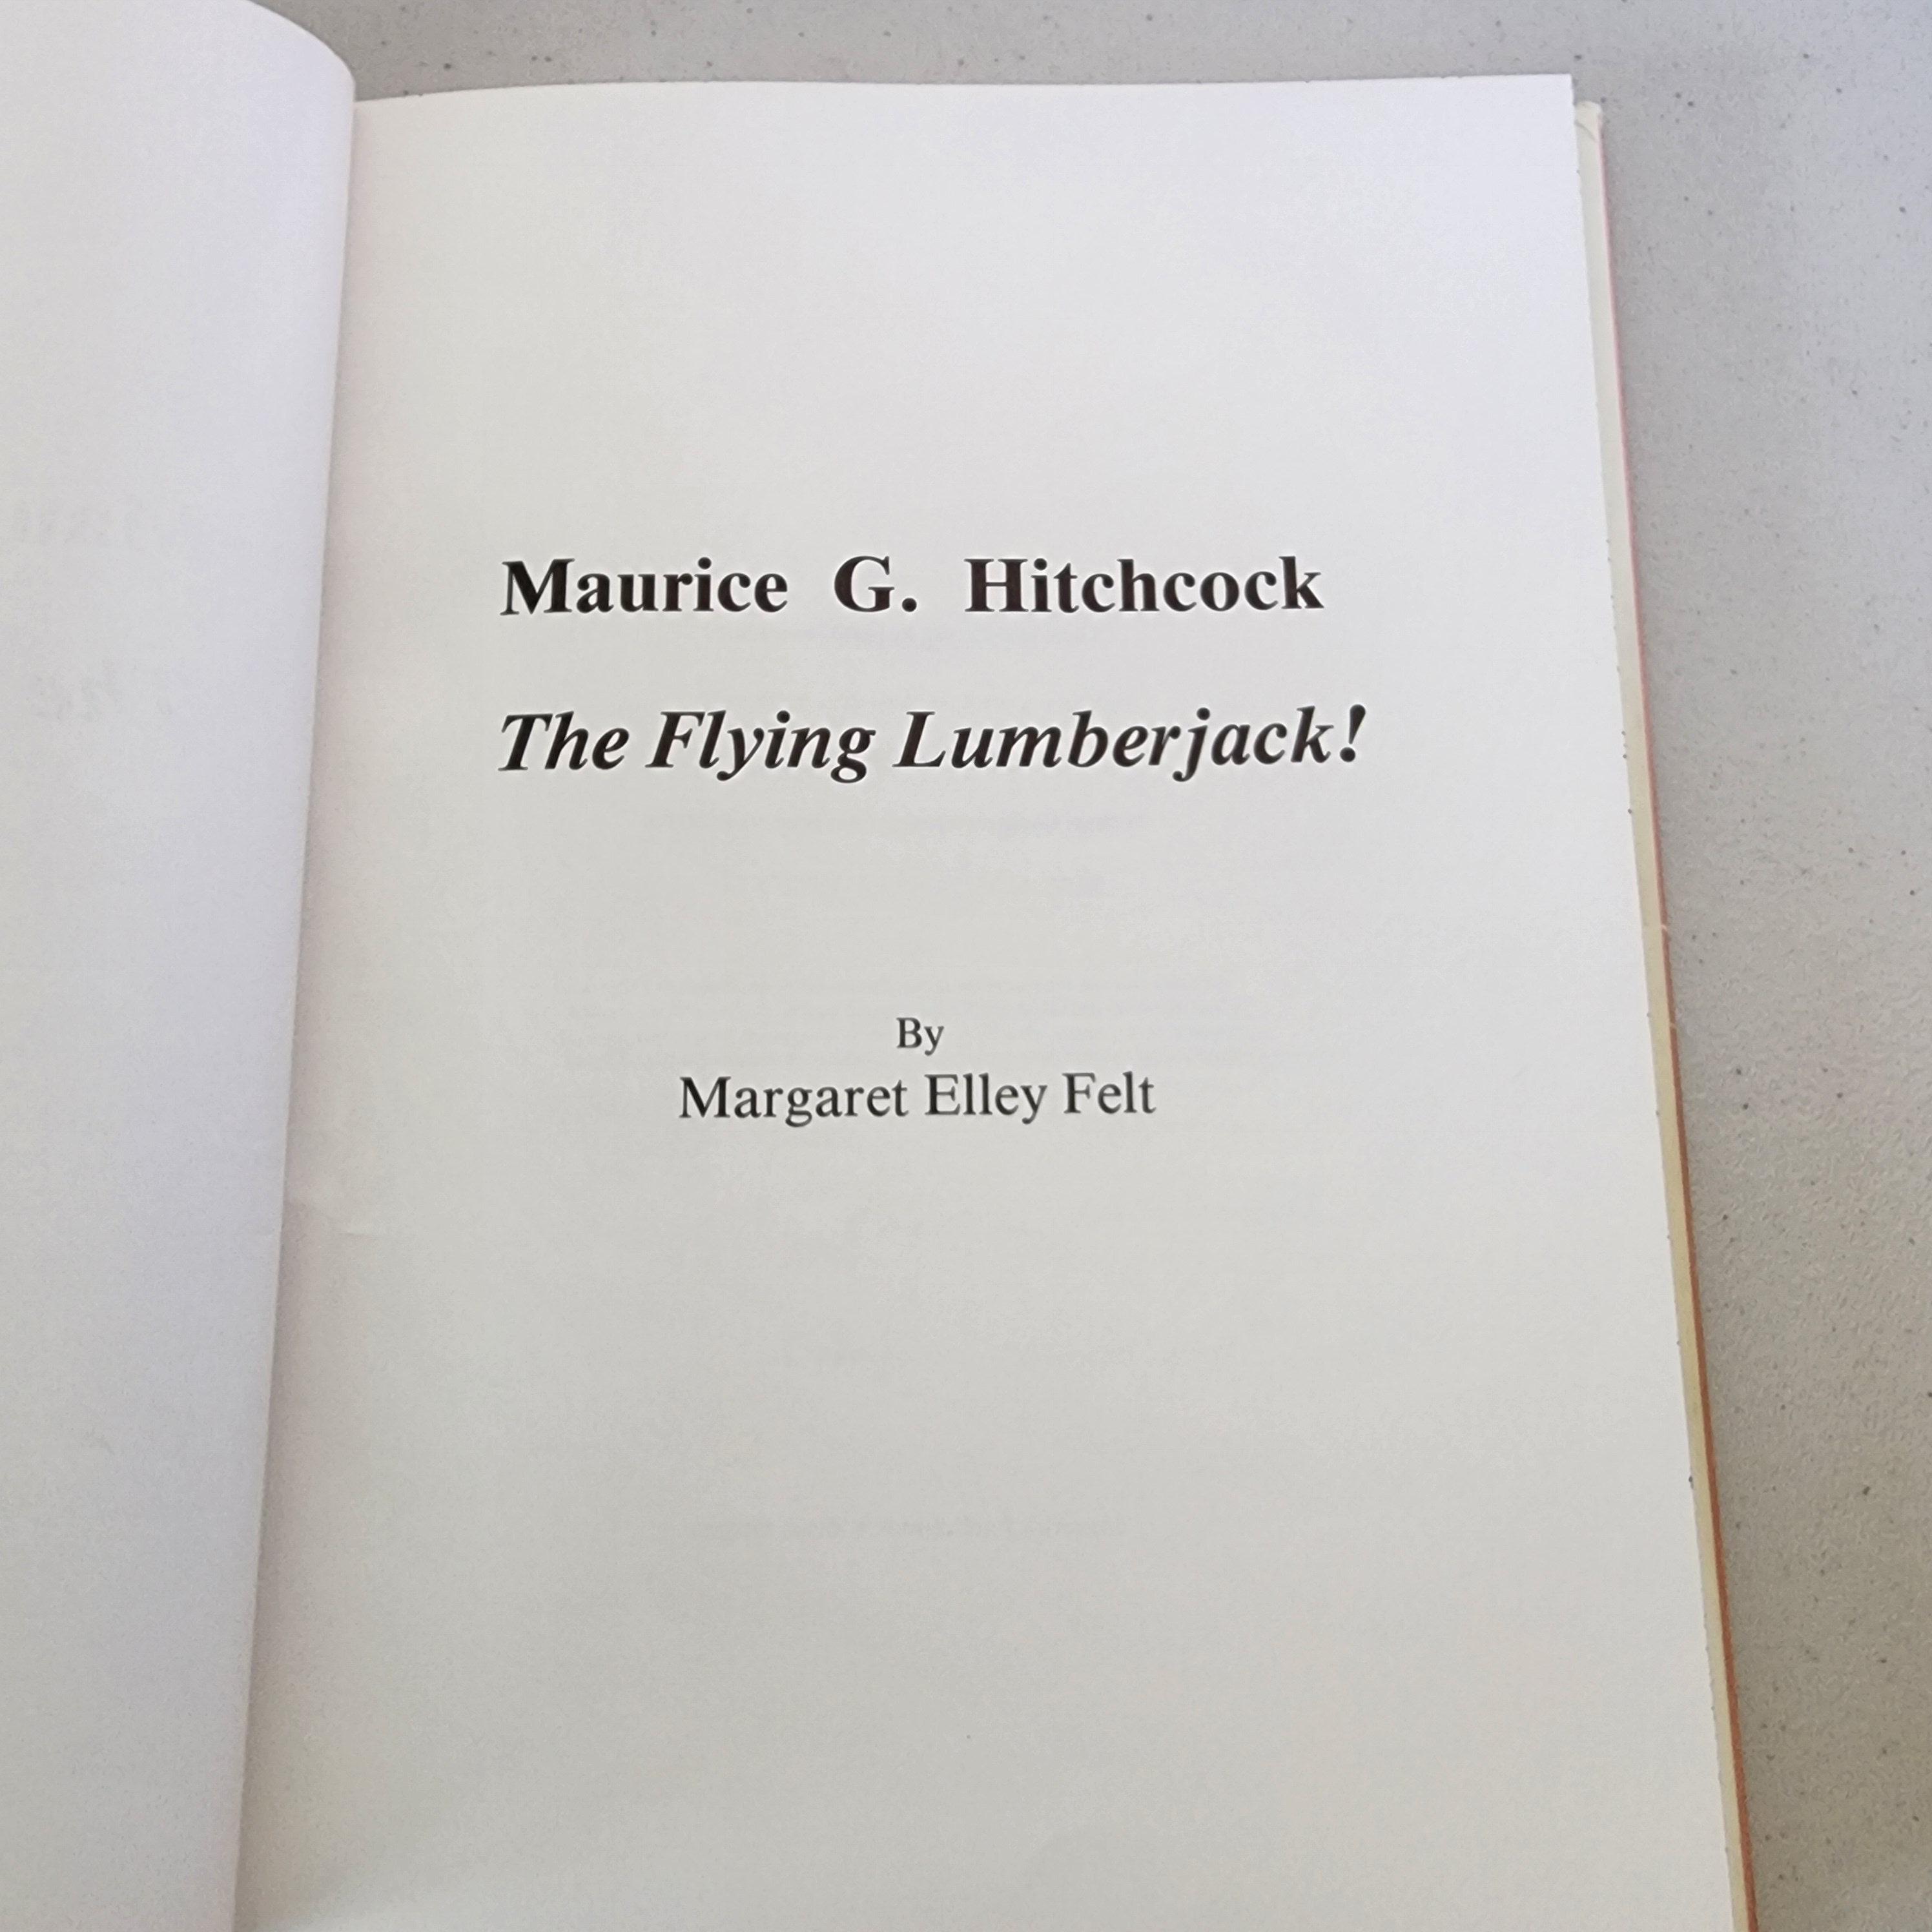 Maurice G. Hitchcock
The Flying Lumberjack!
By
Margaret Elley Felt